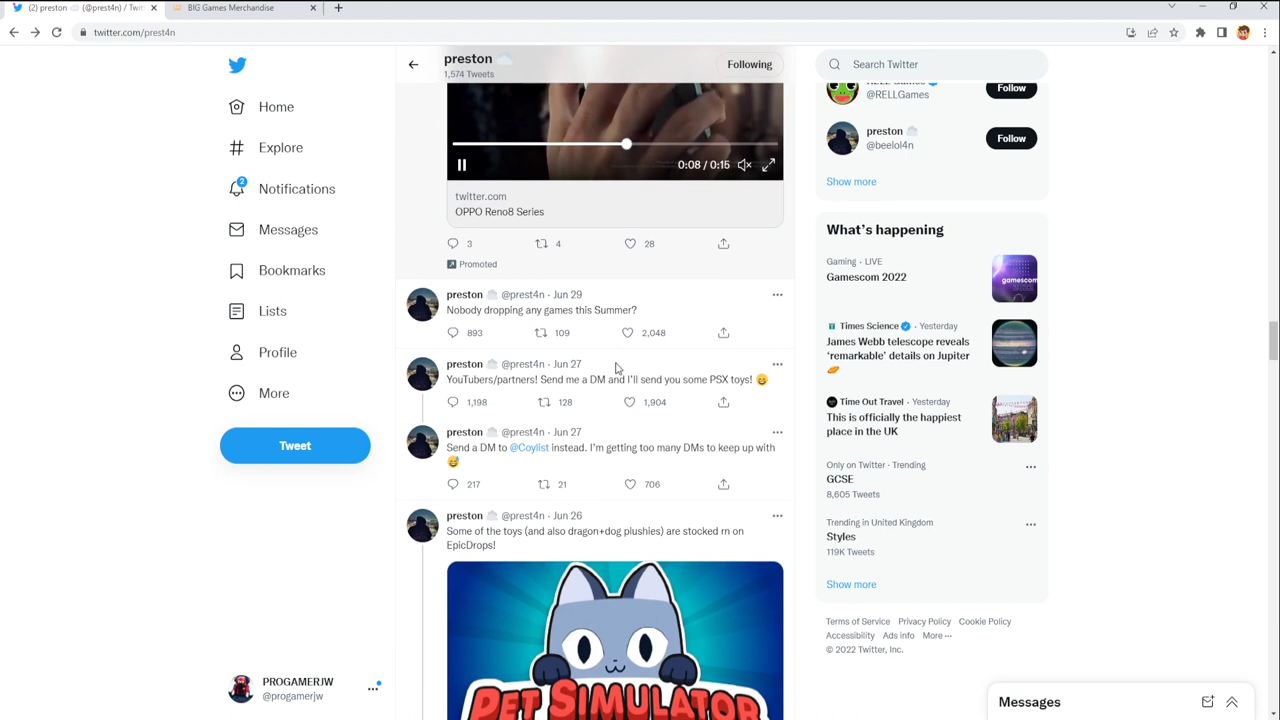 (2) preston ☁️ (@prest4n) / Twit
BIG Games Merchandise
twitter.com/prest4n
preston
1,574 Tweets
Following
Search Twitter
Home
Explore
2
Notifications
Messages
Bookmarks
Lists
Profile
More
Tweet
PROGAMERJW
@progamerjw
0:08 / 0:15
twitter.com
OPPO Reno8 Series
3 4 28
Promoted
preston @prest4n · Jun 29
Nobody dropping any games this Summer?
893 109 2,048
preston @prest4n · Jun 27
YouTubers/partners! Send me a DM and I'll send you some PSX toys! 😄
1,198 128 1,904
preston @prest4n · Jun 27
Send a DM to @Coylist instead. I'm getting too many DMs to keep up with
😅
217 21 706
preston @prest4n · Jun 26
Some of the toys (and also dragon+dog plushies) are stocked rn on
EpicDrops!
PET SIMULATOR
@RELLGames
Follow
preston
@beelol4n
Follow
Show more
What's happening
Gaming · LIVE
Gamescom 2022
gamescom
Times Science · Yesterday
James Webb telescope reveals
'remarkable' details on Jupiter
🪐
Time Out Travel · Yesterday
This is officially the happiest
place in the UK
Only on Twitter · Trending
GCSE
8,605 Tweets
Trending in United Kingdom
Styles
119K Tweets
Show more
Terms of Service Privacy Policy Cookie Policy
Accessibility Ads info More ···
© 2022 Twitter, Inc.
Messages